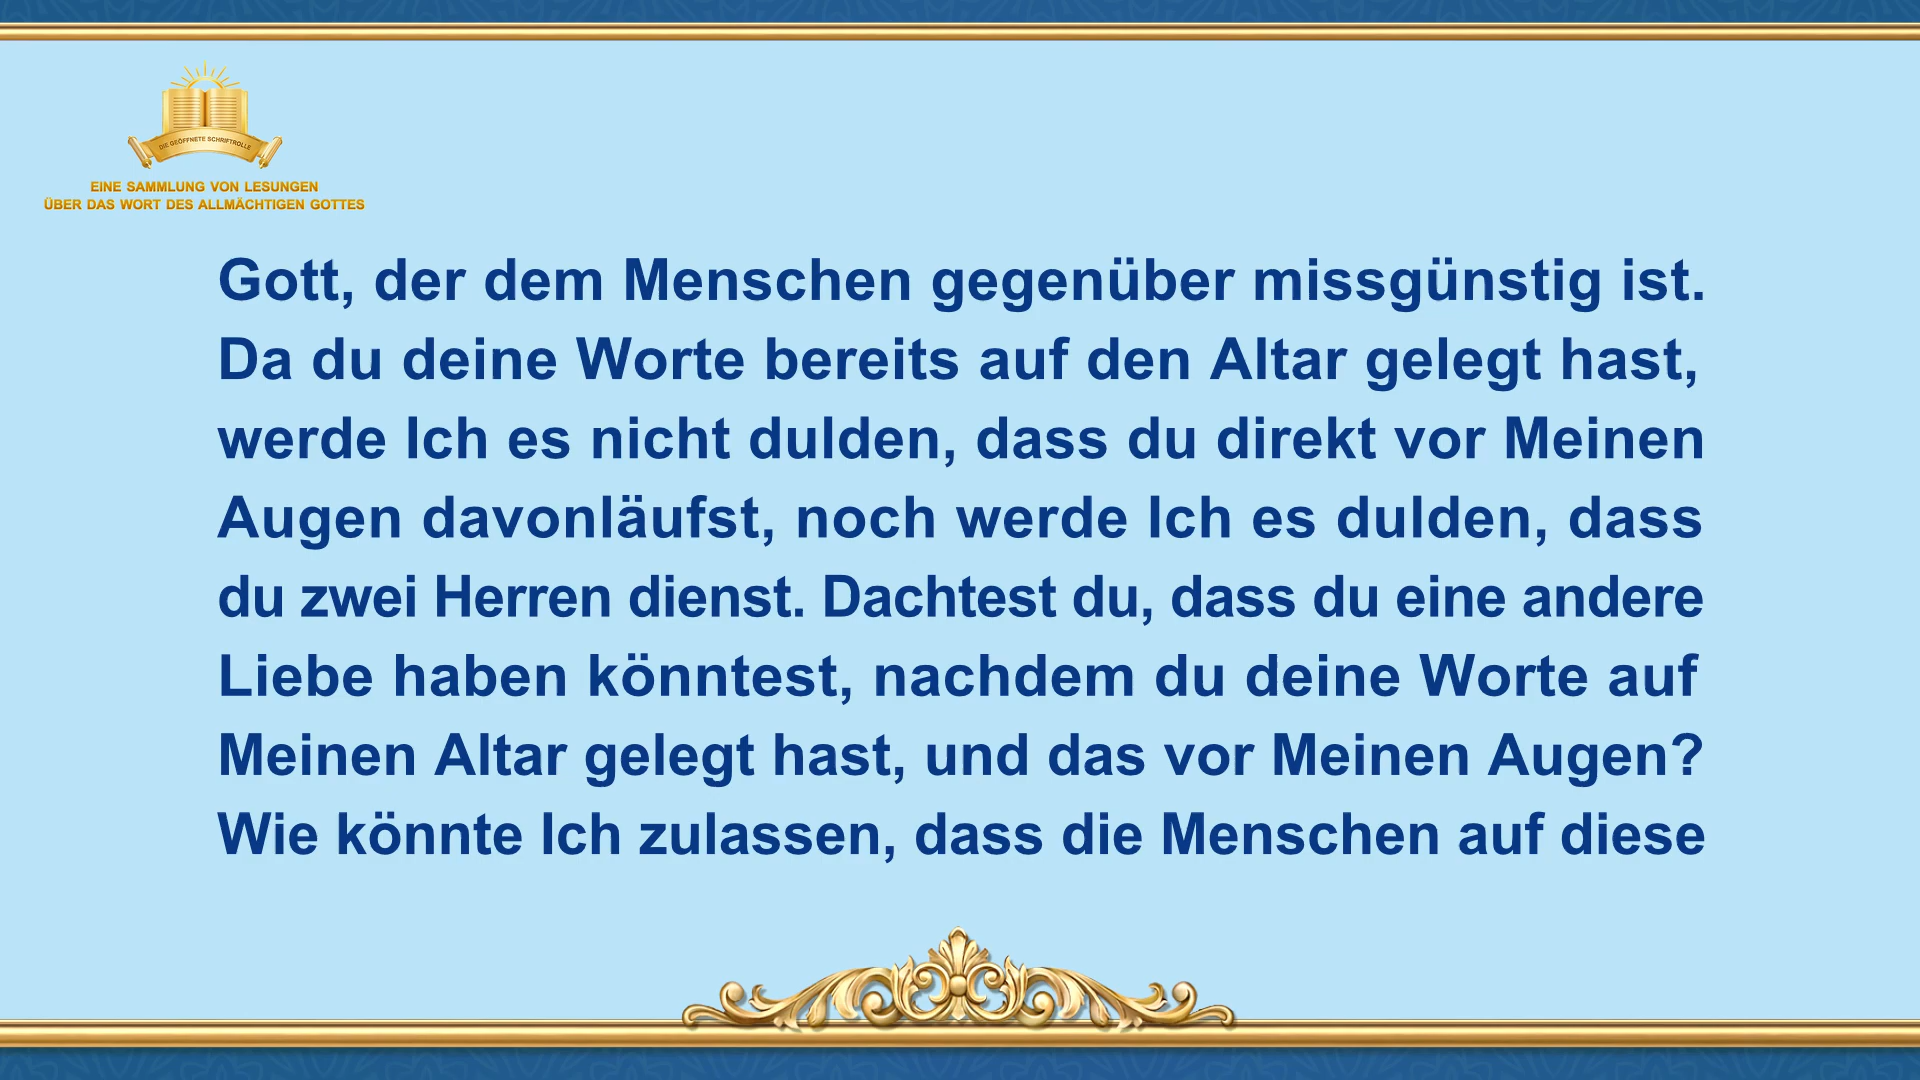 DIE GEÖFFNETE SCHRIFTROLLE
EINE SAMMLUNG VON LESUNGEN
ÜBER DAS WORT DES ALLMÄCHTIGEN GOTTES
Gott, der dem Menschen gegenüber missgünstig ist.
Da du deine Worte bereits auf den Altar gelegt hast,
werde Ich es nicht dulden, dass du direkt vor Meinen
Augen davonläufst, noch werde Ich es dulden, dass
du zwei Herren dienst. Dachtest du, dass du eine andere
Liebe haben könntest, nachdem du deine Worte auf
Meinen Altar gelegt hast, und das vor Meinen Augen?
Wie könnte Ich zulassen, dass die Menschen auf diese